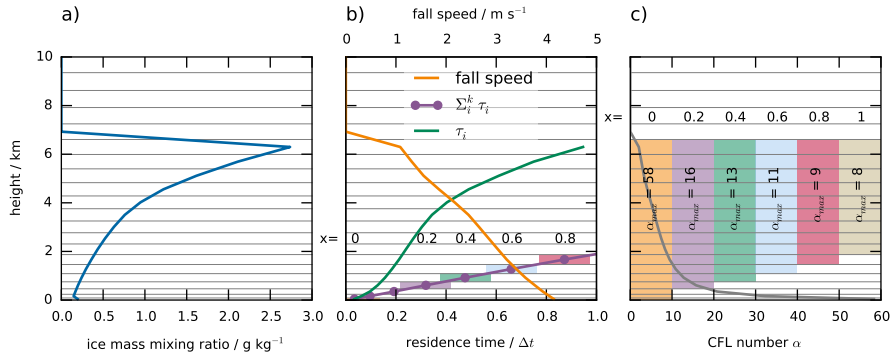 a)
b)
c)
fall speed / m s⁻¹
0 1 2 3 4 5
10
8
6
4
2
0
height / km
0.0 0.5 1.0 1.5 2.0 2.5 3.0
ice mass mixing ratio / g kg⁻¹
fall speed
Σᵢᵏ τᵢ
τᵢ
x= 0 0.2 0.4 0.6 0.8
0.0 0.2 0.4 0.6 0.8 1.0
residence time / Δt
x= 0 0.2 0.4 0.6 0.8 1
α_max = 58
α_max = 16
α_max = 13
α_max = 11
α_max = 9
α_max = 8
0 10 20 30 40 50 60
CFL number α